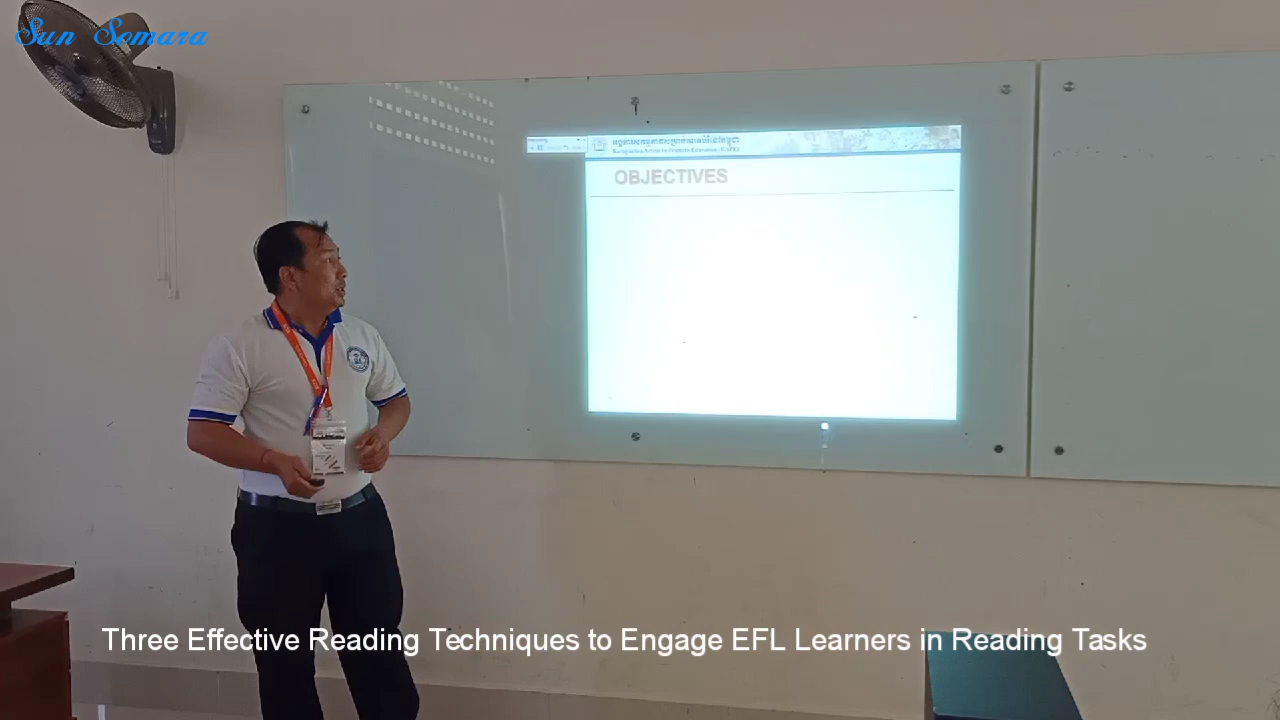 Sun Somara
OBJECTIVES
Three Effective Reading Techniques to Engage EFL Learners in Reading Tasks